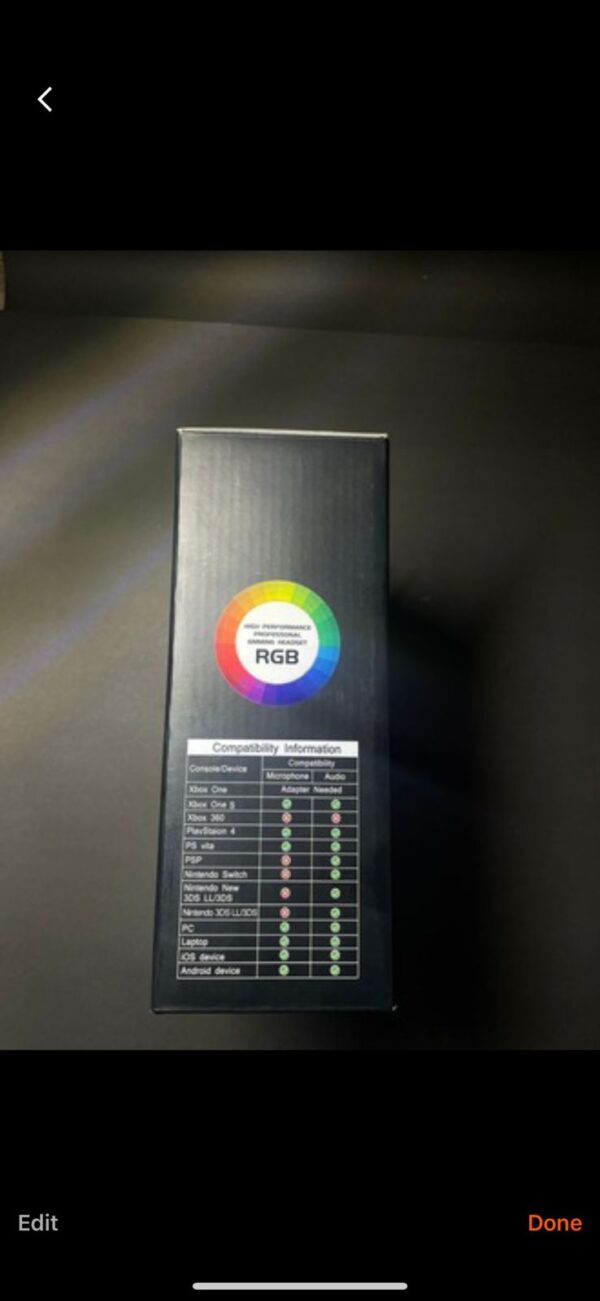 HIGH PERFORMANCE
PROFESSIONAL
GAMING HEADSET
RGB
Compatibility Information
Console/Device
Compatibility
Microphone Audio
Xbox One Adapter Needed
Xbox One S
Xbox 360
PlayStaion 4
PS vita
PSP
Nintendo Switch
Nintendo New
3DS LL/3DS
Nintendo 3DS LL/3DS
PC
Laptop
iOS device
Android device
Edit Done